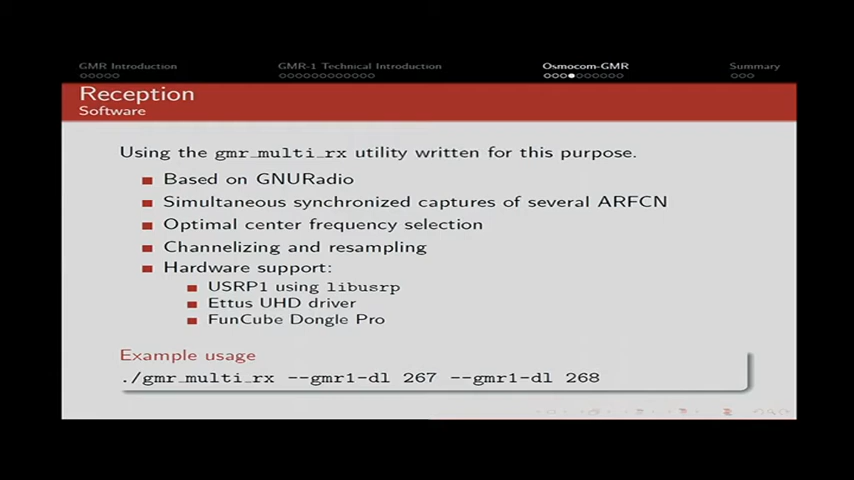 GMR Introduction
GMR-1 Technical Introduction
Osmocom-GMR
Summary
Reception
Software
Using the gmr_multi_rx utility written for this purpose.
Based on GNURadio
Simultaneous synchronized captures of several ARFCN
Optimal center frequency selection
Channelizing and resampling
Hardware support:
USRP1 using libusrp
Ettus UHD driver
FunCube Dongle Pro
Example usage
./gmr_multi_rx --gmr1-dl 267 --gmr1-dl 268